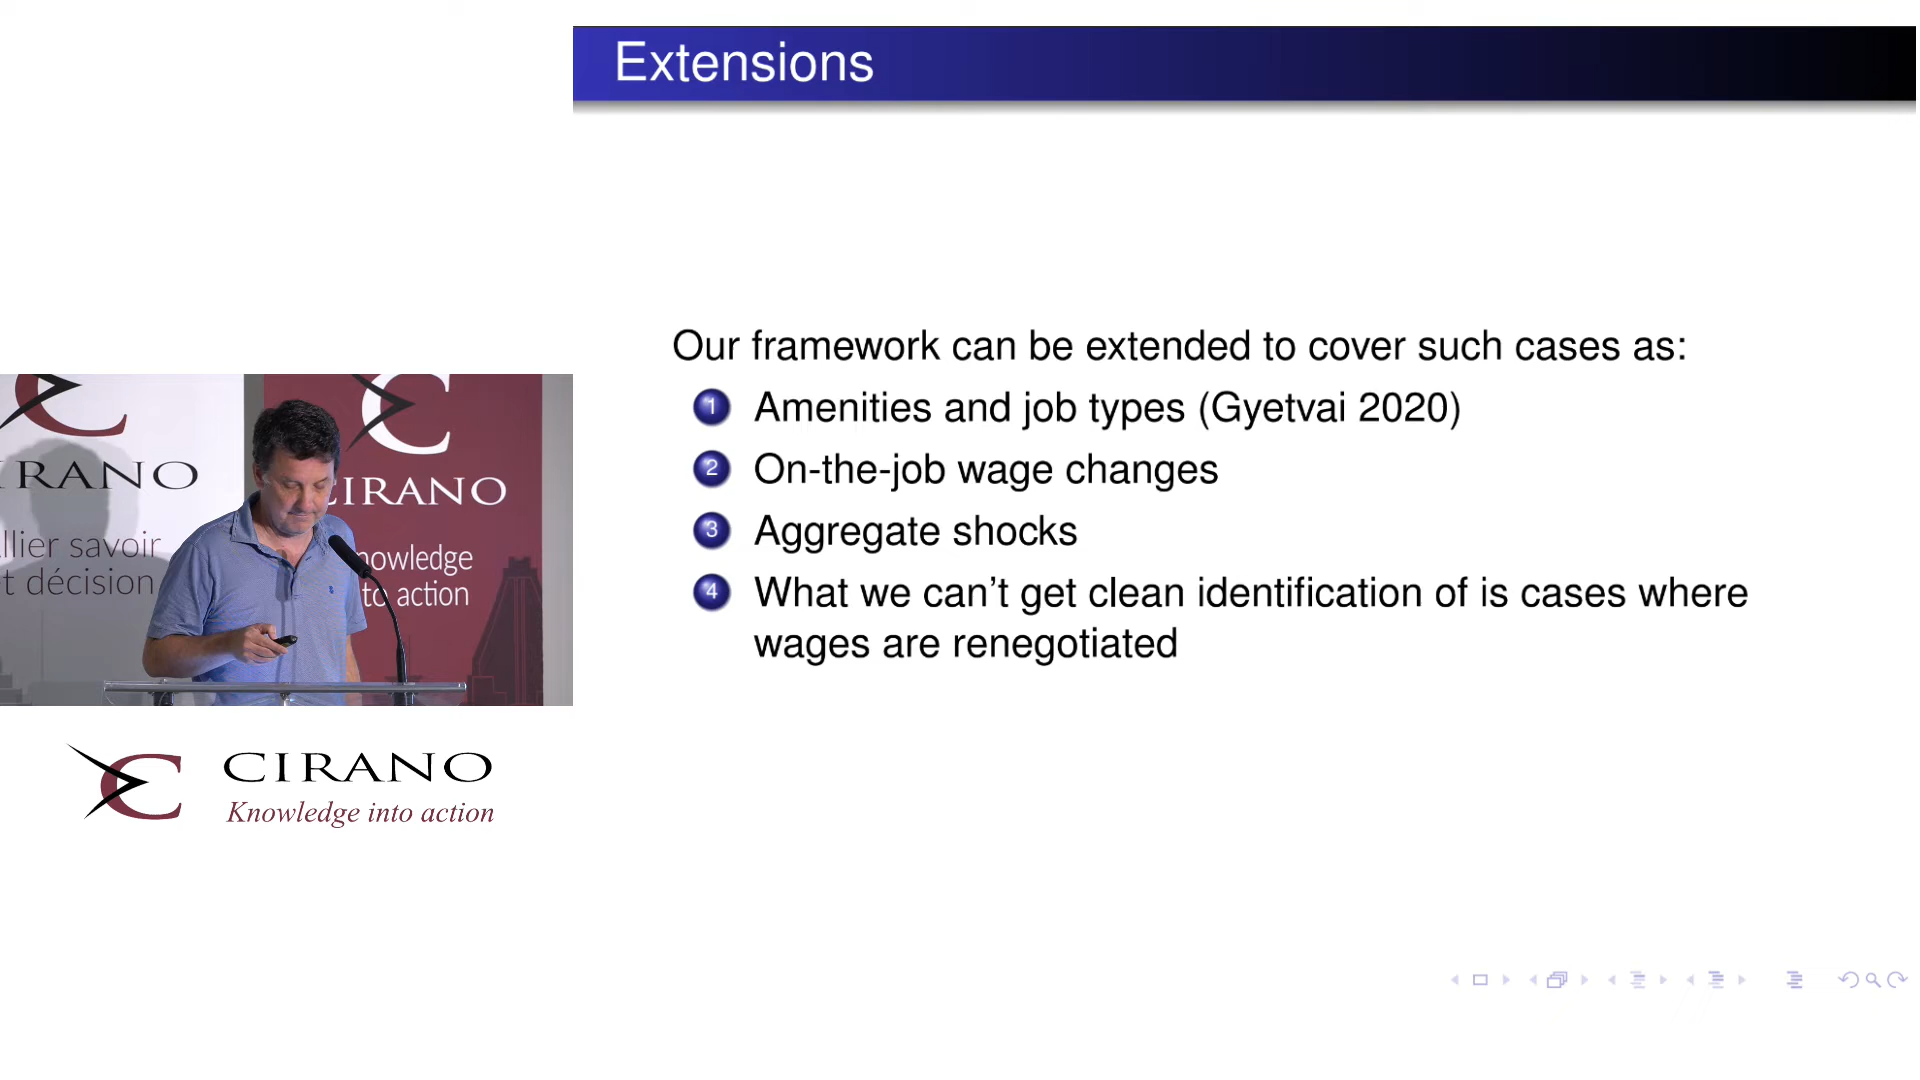 Extensions
Our framework can be extended to cover such cases as:
1 Amenities and job types (Gyetvai 2020)
2 On-the-job wage changes
3 Aggregate shocks
4 What we can't get clean identification of is cases where
wages are renegotiated
IRANO
llier savoir
t décision
CIRANO
nowledge
to action
CIRANO
Knowledge into action